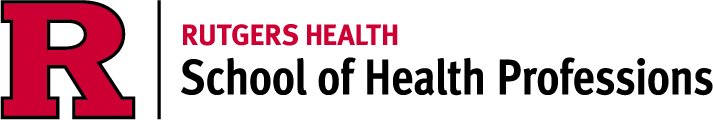 R
RUTGERS HEALTH
School of Health Professions